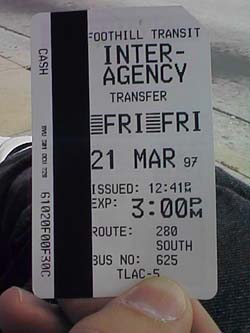 FOOTHILL TRANSIT
INTER-
AGENCY
TRANSFER
FRI FRI
21 MAR 97
ISSUED: 12:41PM
EXP: 3:00PM
ROUTE: 280
SOUTH
BUS NO: 625
TLAC-5
CASH
61020F00F30C